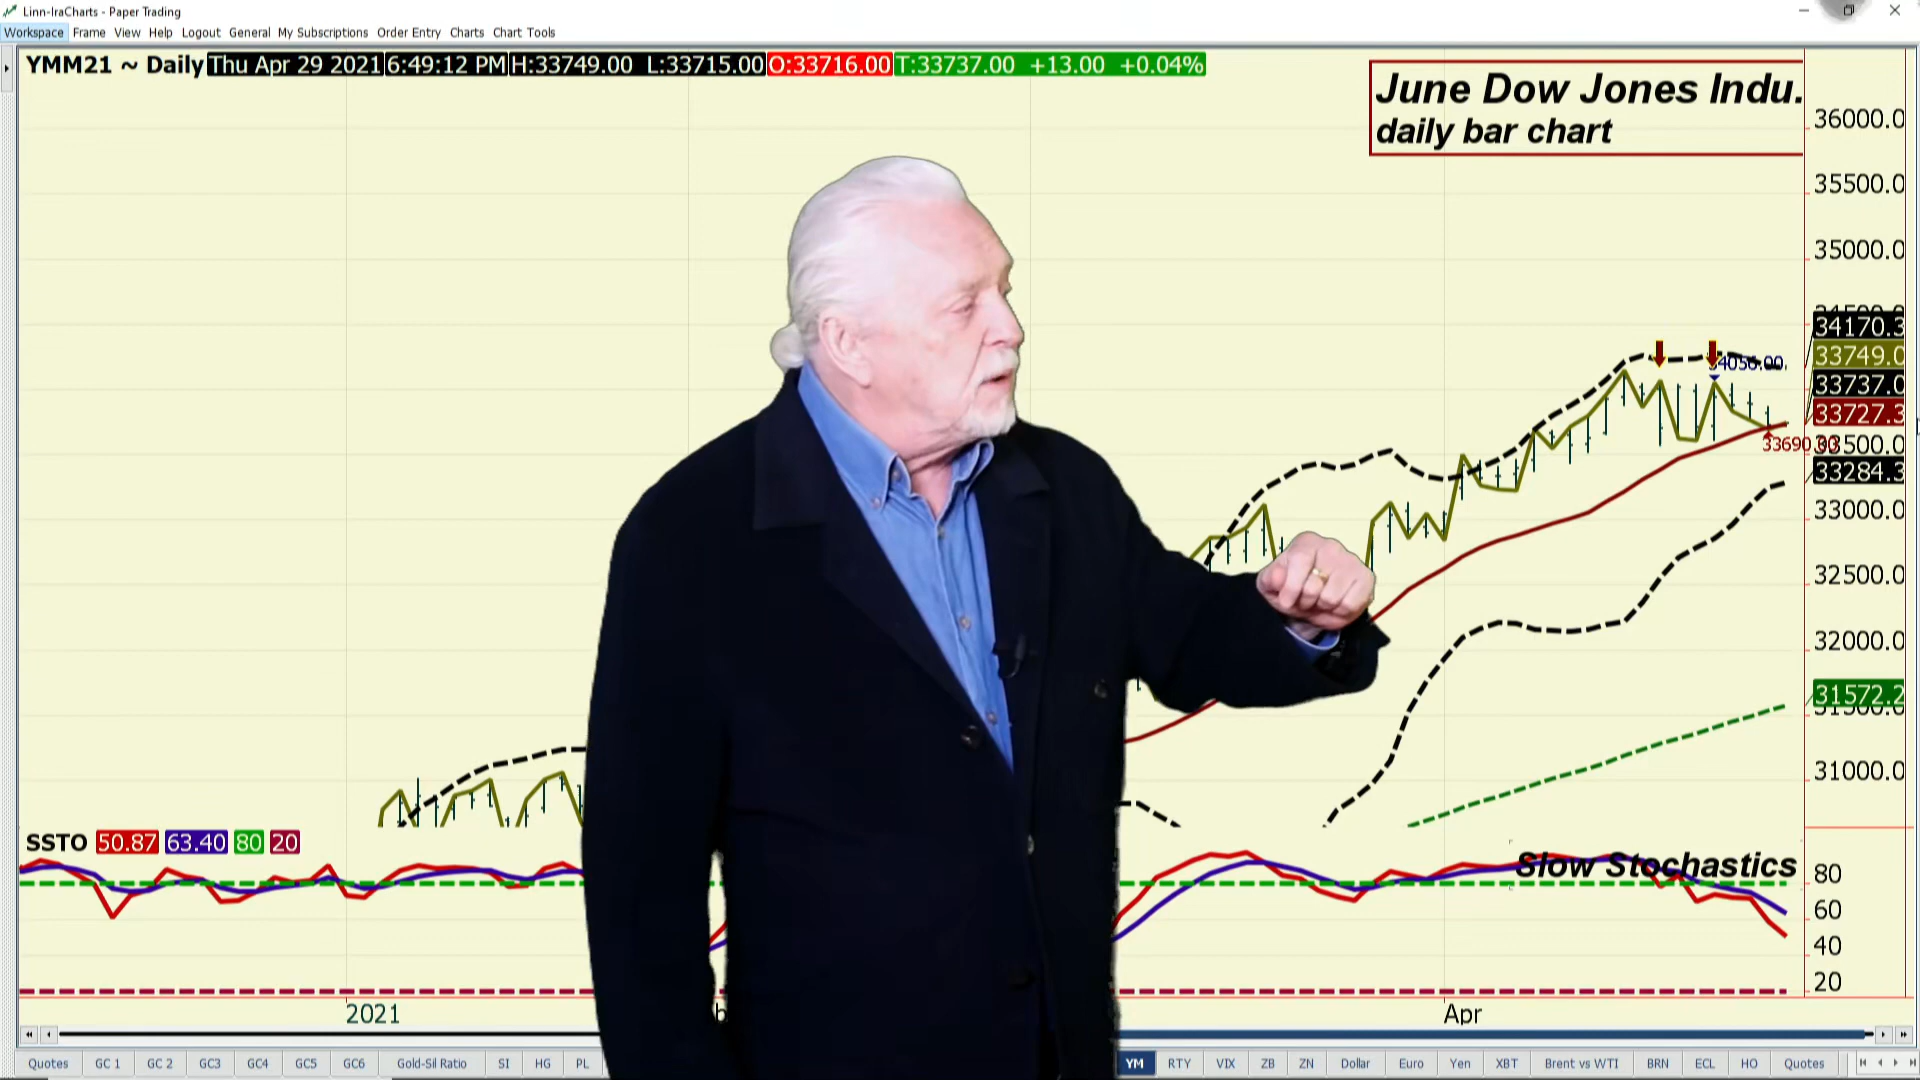 Linn-IraCharts - Paper Trading
Workspace Frame View Help Logout General My Subscriptions Order Entry Charts Chart Tools
YMM21 ~ Daily Thu Apr 29 2021 6:49:12 PM H:33749.00 L:33715.00 O:33716.00 T:33737.00 +13.00 +0.04%
June Dow Jones Indu.
daily bar chart
36000.0
35500.0
35000.0
34170.3
33749.0
4056.00
33737.0
33727.3
33690.00
33284.3
33000.0
32500.0
32000.0
31572.2
31000.0
SSTO 50.87 63.40 80 20
Slow Stochastics
80
60
40
20
2021 Apr
Quotes GC 1 GC 2 GC3 GC4 GC5 GC6 Gold-Sil Ratio SI HG PL YM RTY VIX ZB ZN Dollar Euro Yen XBT Brent vs WTI BRN ECL HO Quotes